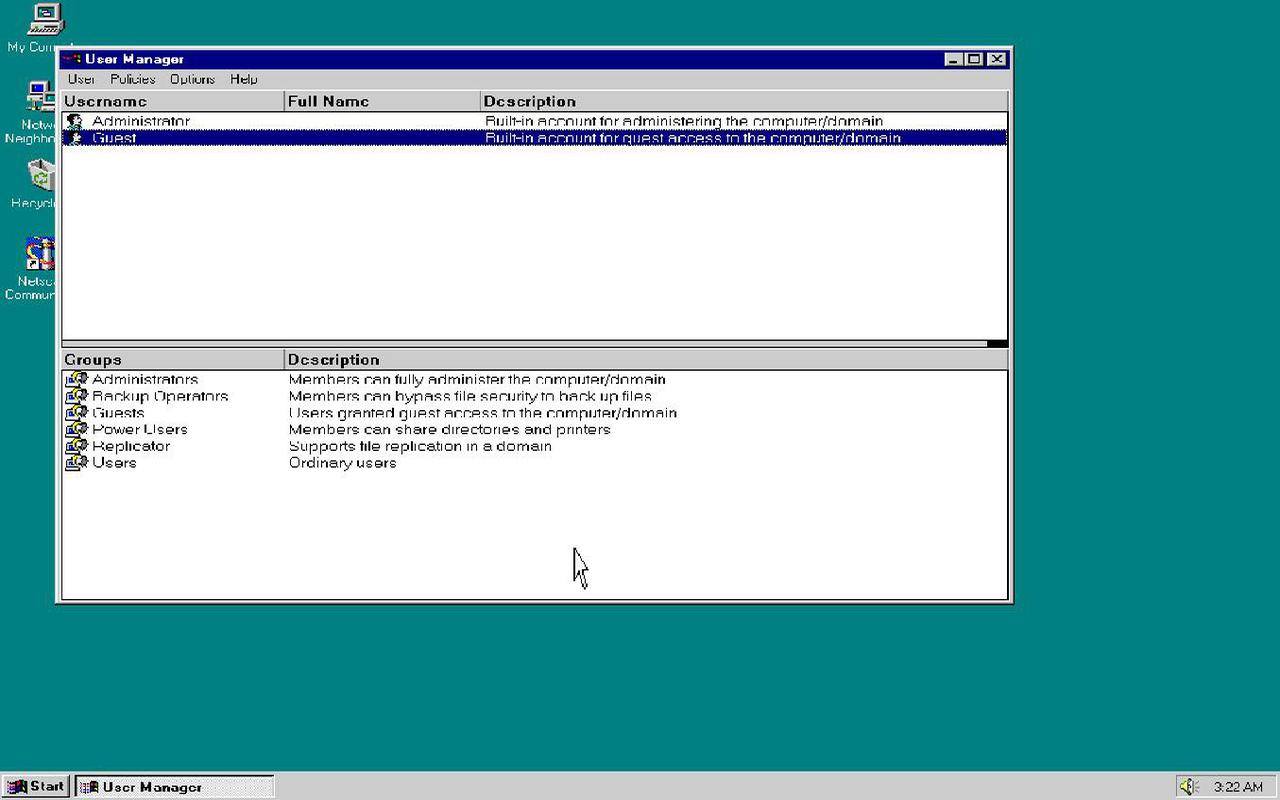 My Com
User Manager
User Policies Options Help
Username Full Name Description
Administrator Built-in account for administering the computer/domain
Guest Built-in account for guest access to the computer/domain
Netw
Neighbo
Recycl
Netsc
Commun
Groups Description
Administrators Members can fully administer the computer/domain
Backup Operators Members can bypass file security to back up files
Guests Users granted guest access to the computer/domain
Power Users Members can share directories and printers
Replicator Supports file replication in a domain
Users Ordinary users
Start User Manager 3:22 AM